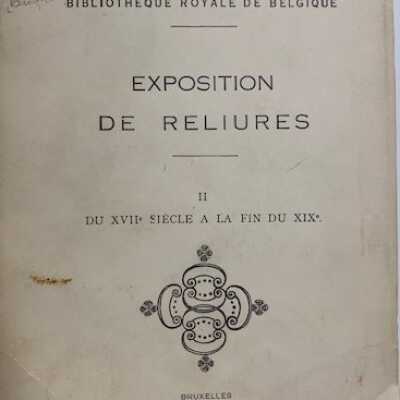 BIBLIOTHÈQUE ROYALE DE BELGIQUE
EXPOSITION
DE RELIURES
II
DU XVIIe SIÈCLE A LA FIN DU XIXe.
BRUXELLES